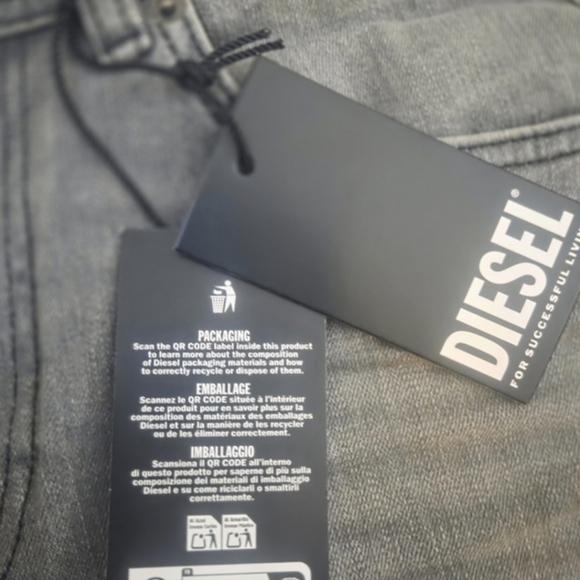 DIESEL®
FOR SUCCESSFUL LIVIN
PACKAGING
Scan the QR CODE label inside this product
to learn more about the composition
of Diesel packaging materials and how
to correctly recycle or dispose of them.
EMBALLAGE
Scannez le QR CODE située à l'intérieur
de ce produit pour en savoir plus sur la
composition des matériaux des emballages
Diesel et sur la manière de les recycler
ou de les éliminer correctement.
IMBALLAGGIO
Scansiona il QR CODE all'interno
di questo prodotto per saperne di più sulla
composizione dei materiali di imballaggio
Diesel e su come riciclarli o smaltirli
correttamente.